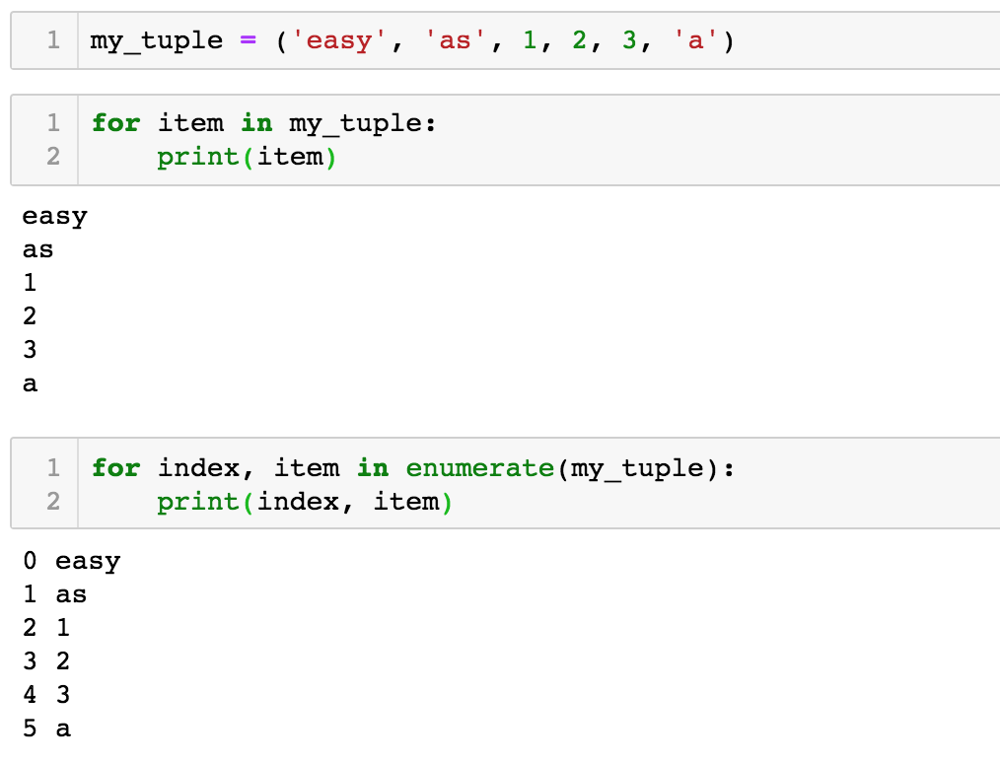 1 my_tuple = ('easy', 'as', 1, 2, 3, 'a')
1 for item in my_tuple:
2     print(item)
easy
as
1
2
3
a
1 for index, item in enumerate(my_tuple):
2     print(index, item)
0 easy
1 as
2 1
3 2
4 3
5 a